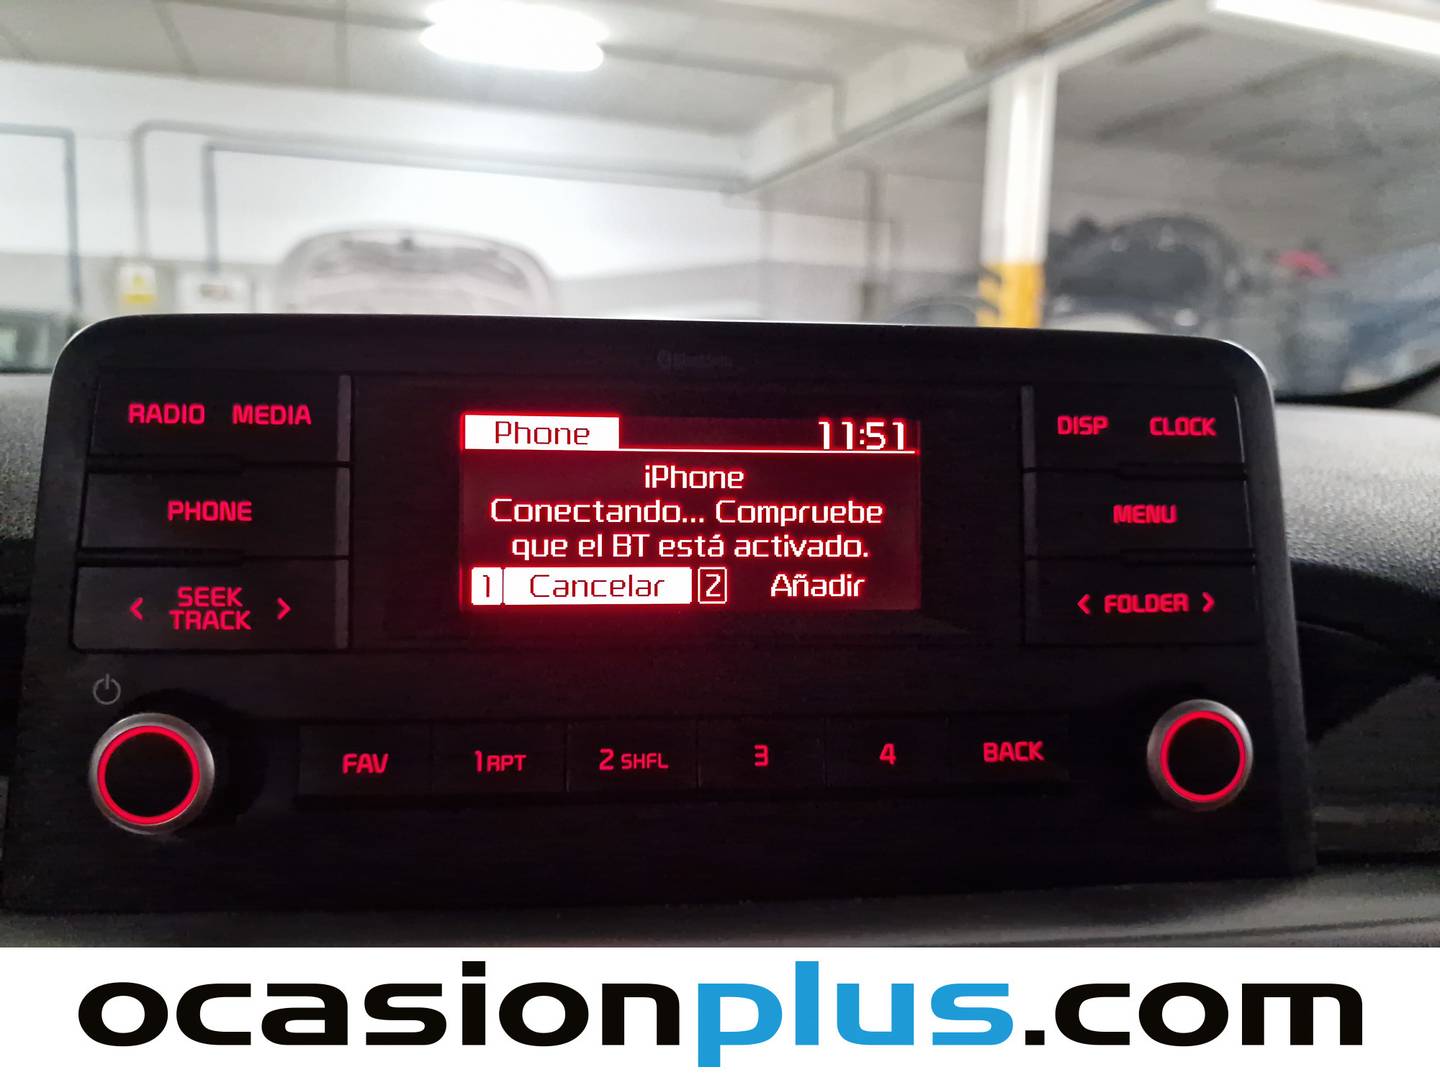 Bluetooth
RADIO MEDIA
PHONE
< SEEK TRACK >
Phone 11:51
iPhone
Conectando... Compruebe
que el BT está activado.
1 Cancelar 2 Añadir
DISP CLOCK
MENU
< FOLDER >
FAV 1 RPT 2 SHFL 3 4 BACK
ocasionplus.com